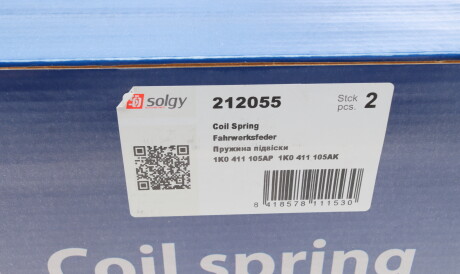 solgy 212055 Stck pcs. 2
Coil Spring
Fahrwerksfeder
Пружина підвіски
1K0 411 105AP 1K0 411 105AK
8 418578 111530
Coil spring